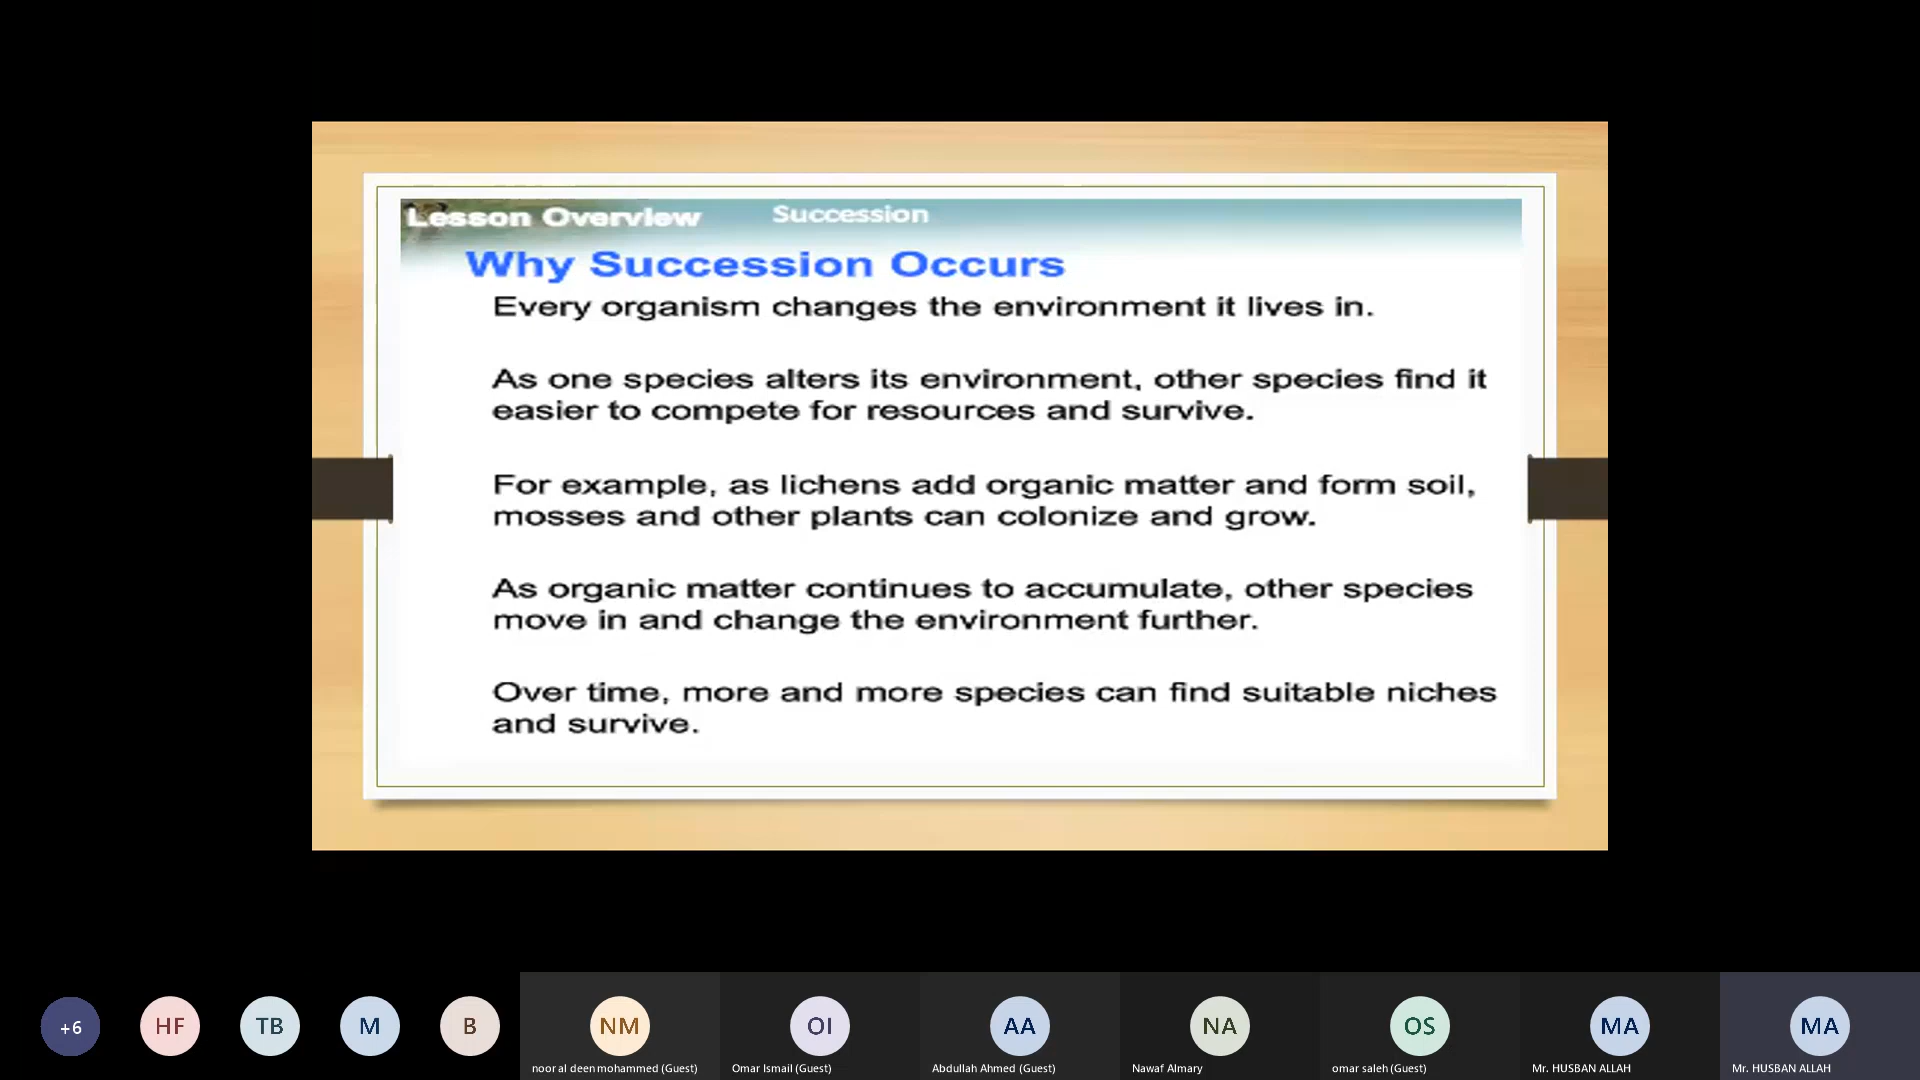 Lesson Overview Succession
Why Succession Occurs
Every organism changes the environment it lives in.
As one species alters its environment, other species find it
easier to compete for resources and survive.
For example, as lichens add organic matter and form soil,
mosses and other plants can colonize and grow.
As organic matter continues to accumulate, other species
move in and change the environment further.
Over time, more and more species can find suitable niches
and survive.
+6 HF TB M B NM OI AA NA OS MA MA
noor al deen mohammed (Guest) Omar Ismail (Guest) Abdullah Ahmed (Guest) Nawaf Almary omar saleh (Guest) Mr. HUSBAN ALLAH Mr. HUSBAN ALLAH